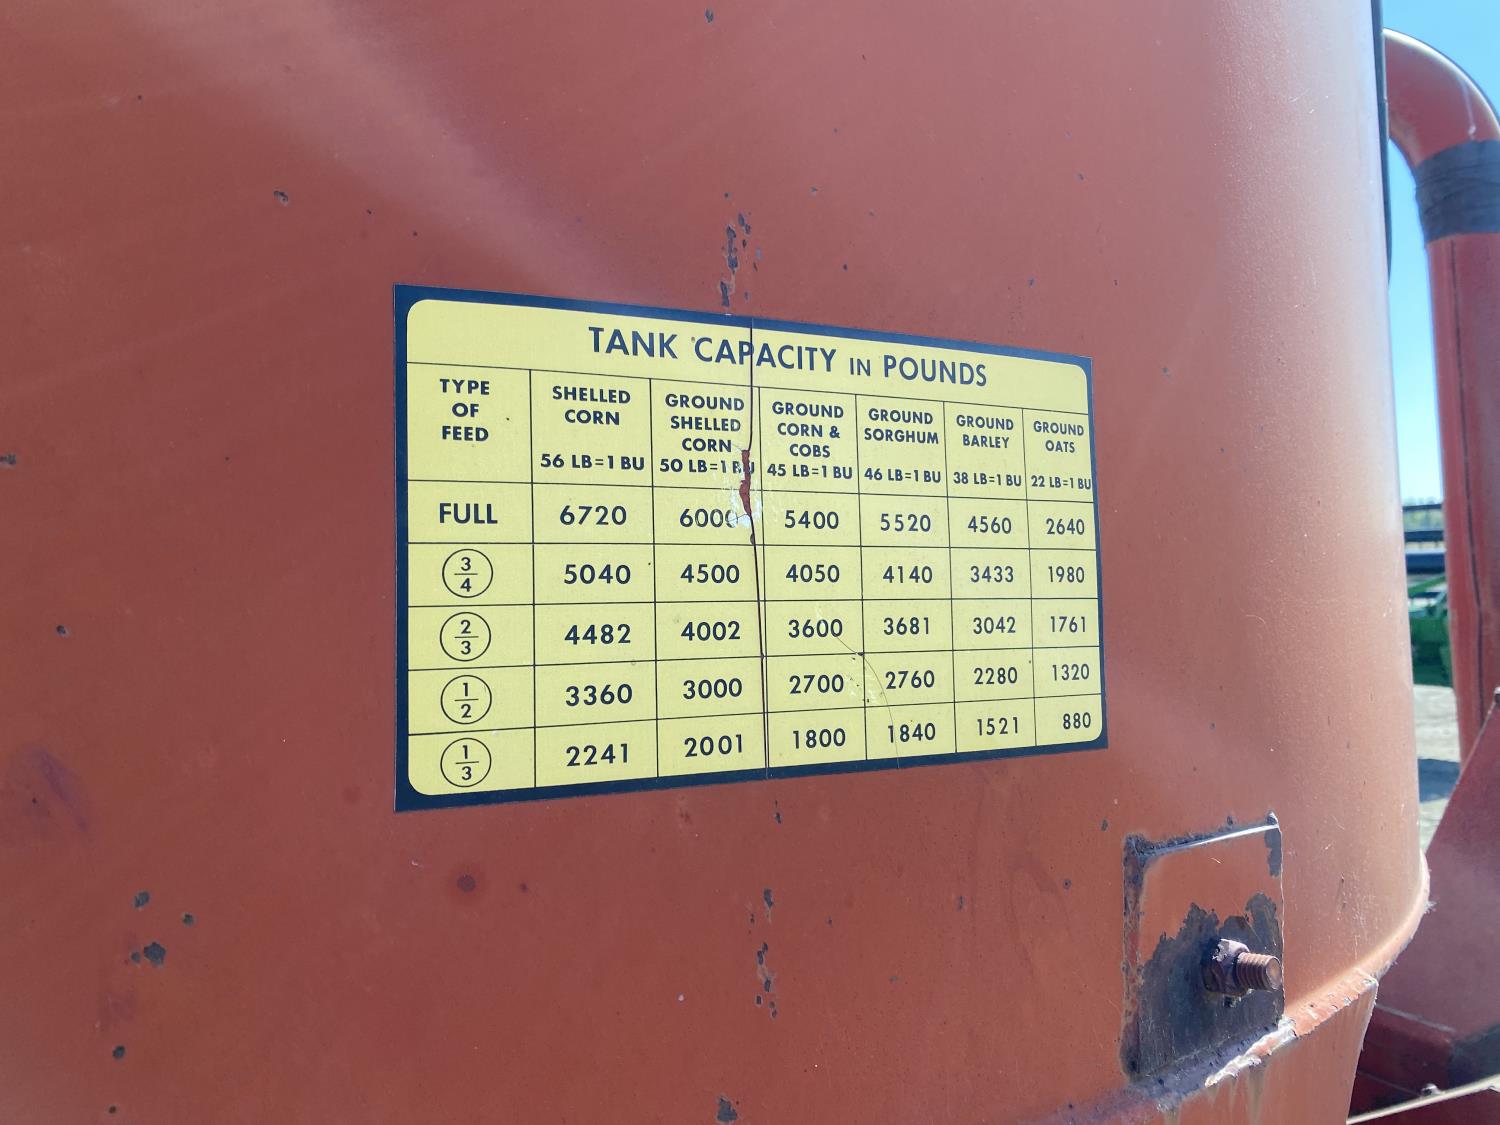 TANK CAPACITY IN POUNDS
TYPE OF FEED | SHELLED CORN 56 LB=1 BU | GROUND SHELLED CORN 50 LB=1 BU | GROUND CORN & COBS 45 LB=1 BU | GROUND SORGHUM 46 LB=1 BU | GROUND BARLEY 38 LB=1 BU | GROUND OATS 22 LB=1 BU
FULL 6720 6000 5400 5520 4560 2640
3/4 5040 4500 4050 4140 3433 1980
2/3 4482 4002 3600 3681 3042 1761
1/2 3360 3000 2700 2760 2280 1320
1/3 2241 2001 1800 1840 1521 880